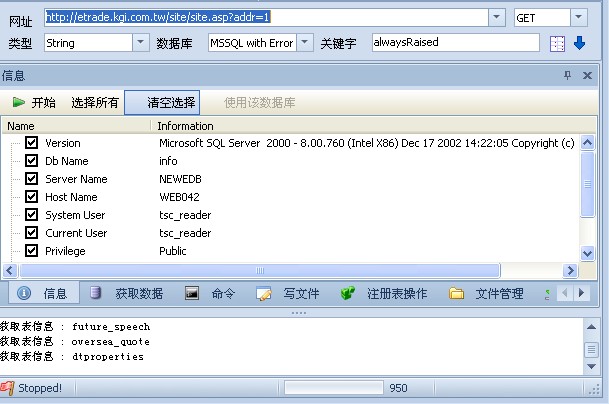 网址 http://etrade.kgi.com.tw/site/site.asp?addr=1 GET
类型 String 数据库 MSSQL with Error 关键字 alwaysRaised
信息
开始 选择所有 清空选择 使用该数据库
Name Information
Version Microsoft SQL Server 2000 - 8.00.760 (Intel X86) Dec 17 2002 14:22:05 Copyright (c)
Db Name info
Server Name NEWEDB
Host Name WEB042
System User tsc_reader
Current User tsc_reader
Privilege Public
信息 获取数据 命令 写文件 注册表操作 文件管理
获取表信息 : future_speech
获取表信息 : oversea_quote
获取表信息 : dtproperties
Stopped! 950